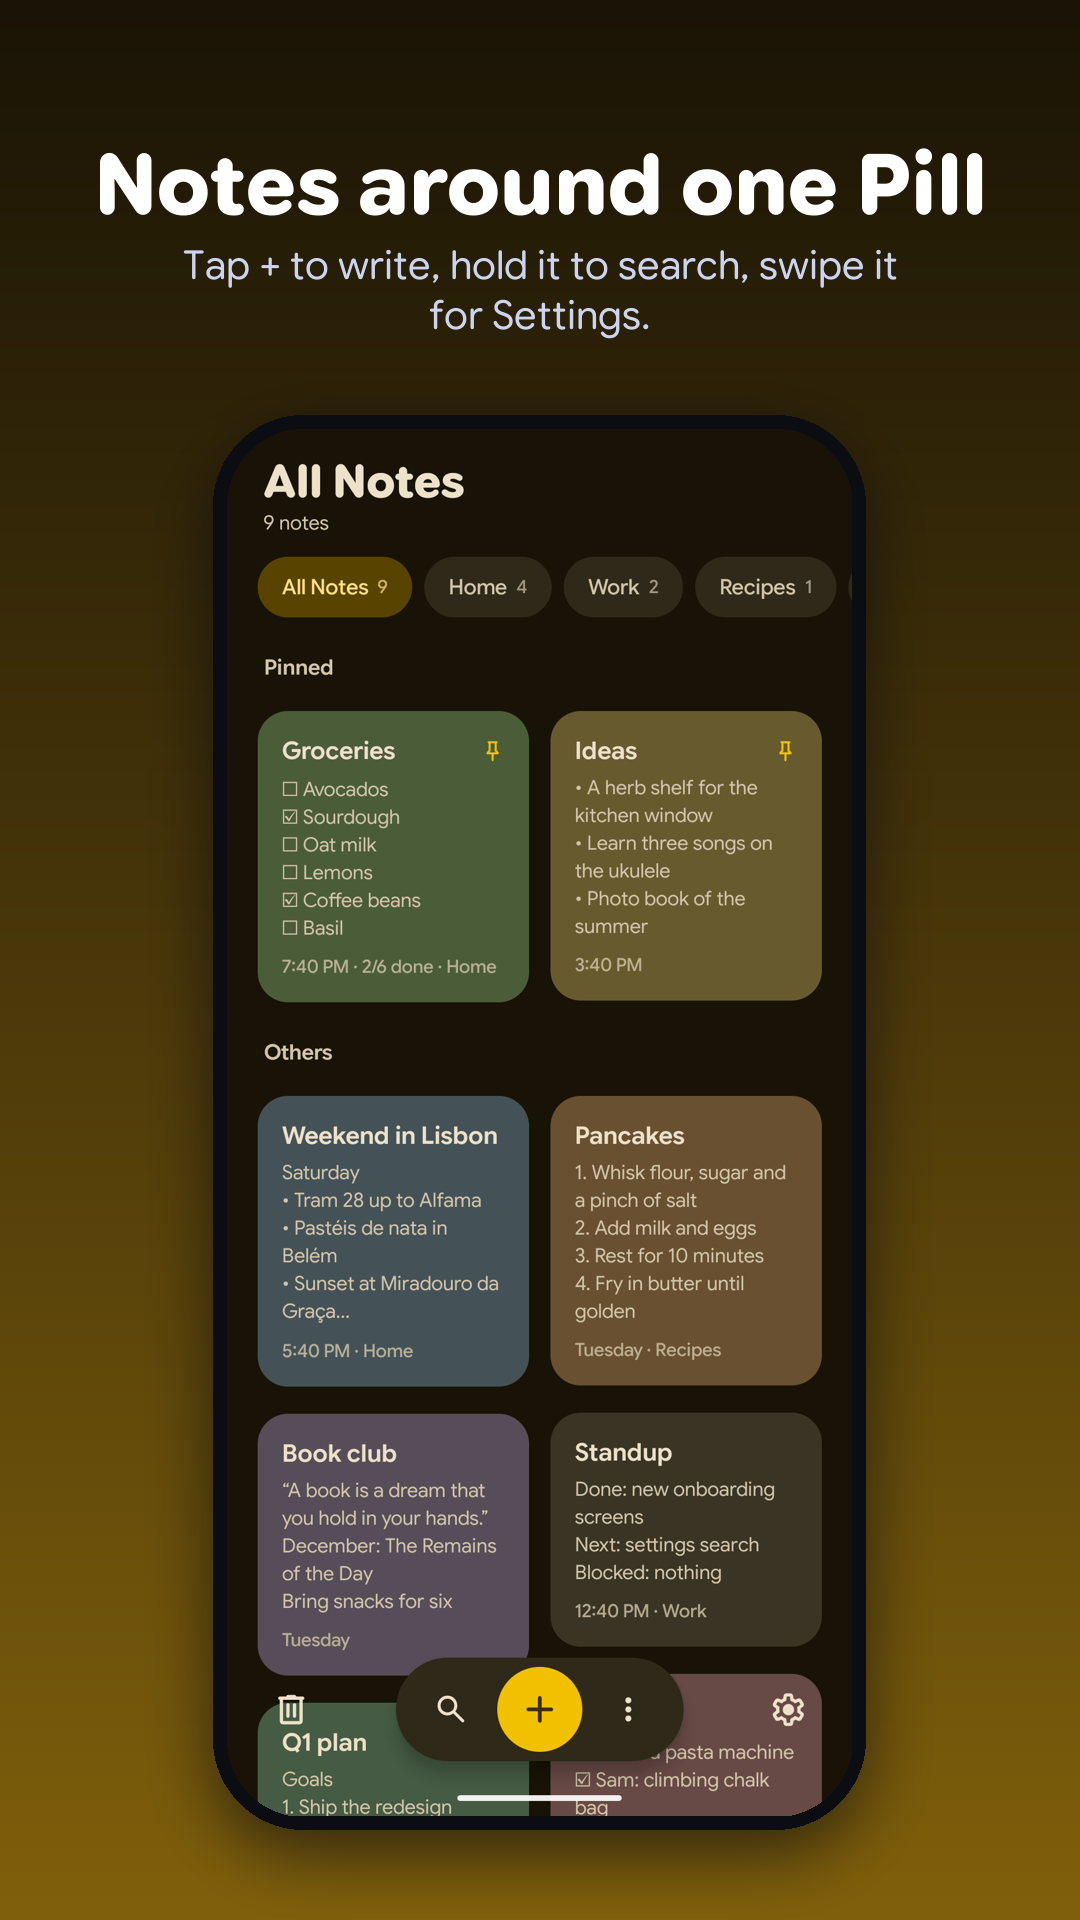 Notes around one Pill
Tap + to write, hold it to search, swipe it
for Settings.
All Notes
9 notes
All Notes 9
Home 4
Work 2
Recipes 1
Pinned
Groceries
☐ Avocados
☑ Sourdough
☐ Oat milk
☐ Lemons
☑ Coffee beans
☐ Basil
7:40 PM · 2/6 done · Home
Ideas
• A herb shelf for the
kitchen window
• Learn three songs on
the ukulele
• Photo book of the
summer
3:40 PM
Others
Weekend in Lisbon
Saturday
• Tram 28 up to Alfama
• Pastéis de nata in
Belém
• Sunset at Miradouro da
Graça...
5:40 PM · Home
Pancakes
1. Whisk flour, sugar and
a pinch of salt
2. Add milk and eggs
3. Rest for 10 minutes
4. Fry in butter until
golden
Tuesday · Recipes
Book club
“A book is a dream that
you hold in your hands.”
December: The Remains
of the Day
Bring snacks for six
Tuesday
Standup
Done: new onboarding
screens
Next: settings search
Blocked: nothing
12:40 PM · Work
Q1 plan
Goals
1. Ship the redesign
pasta machine
☑ Sam: climbing chalk
bag